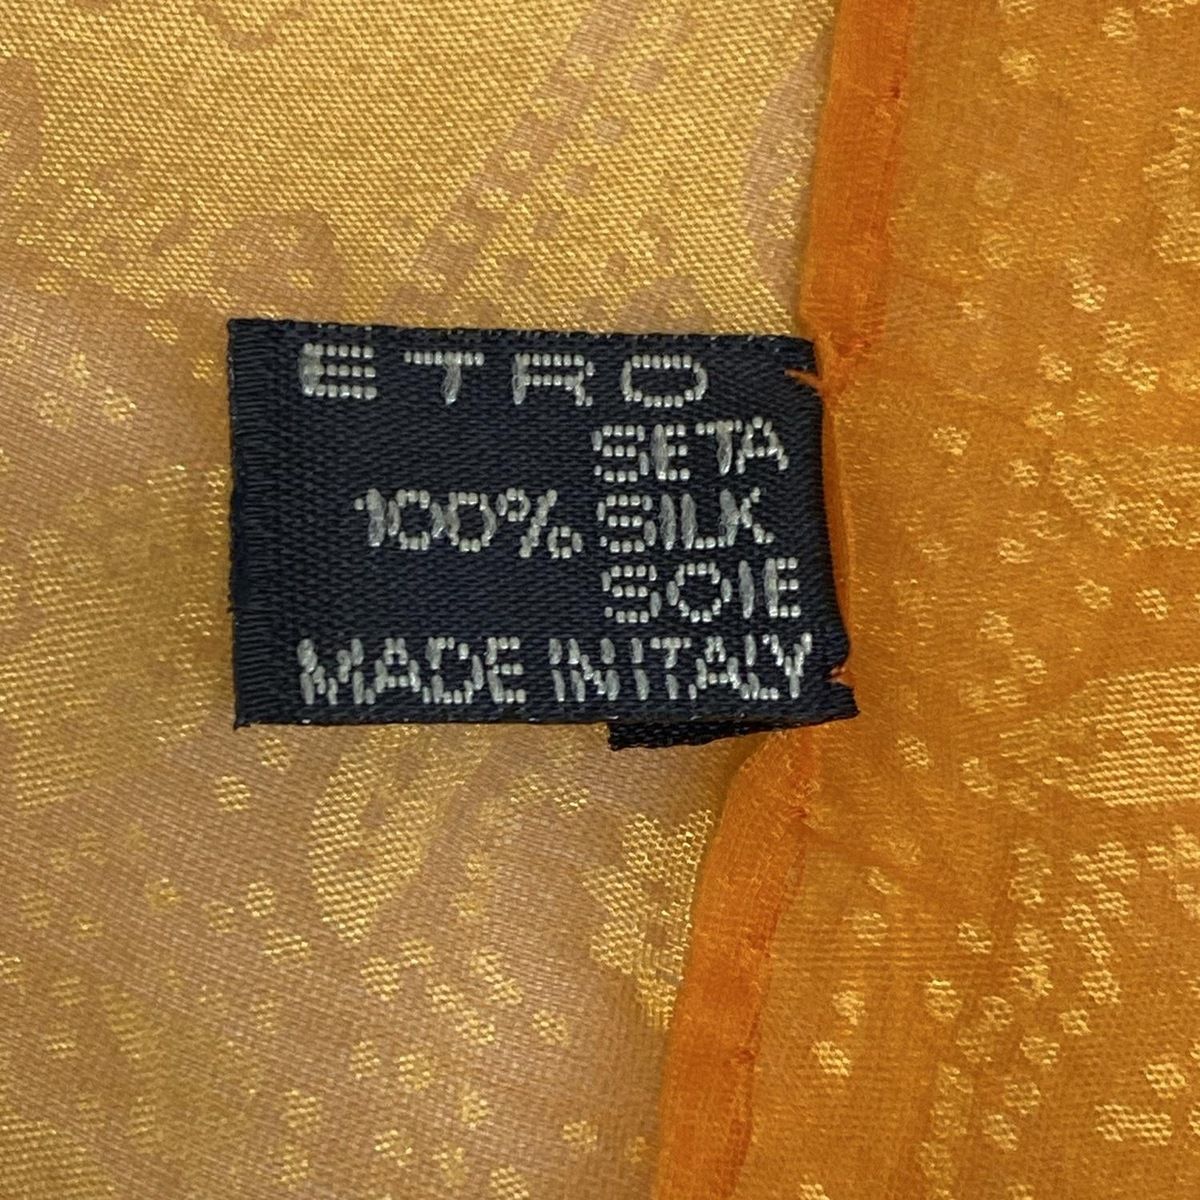 ETRO
SETA
100% SILK
SOIE
MADE IN ITALY